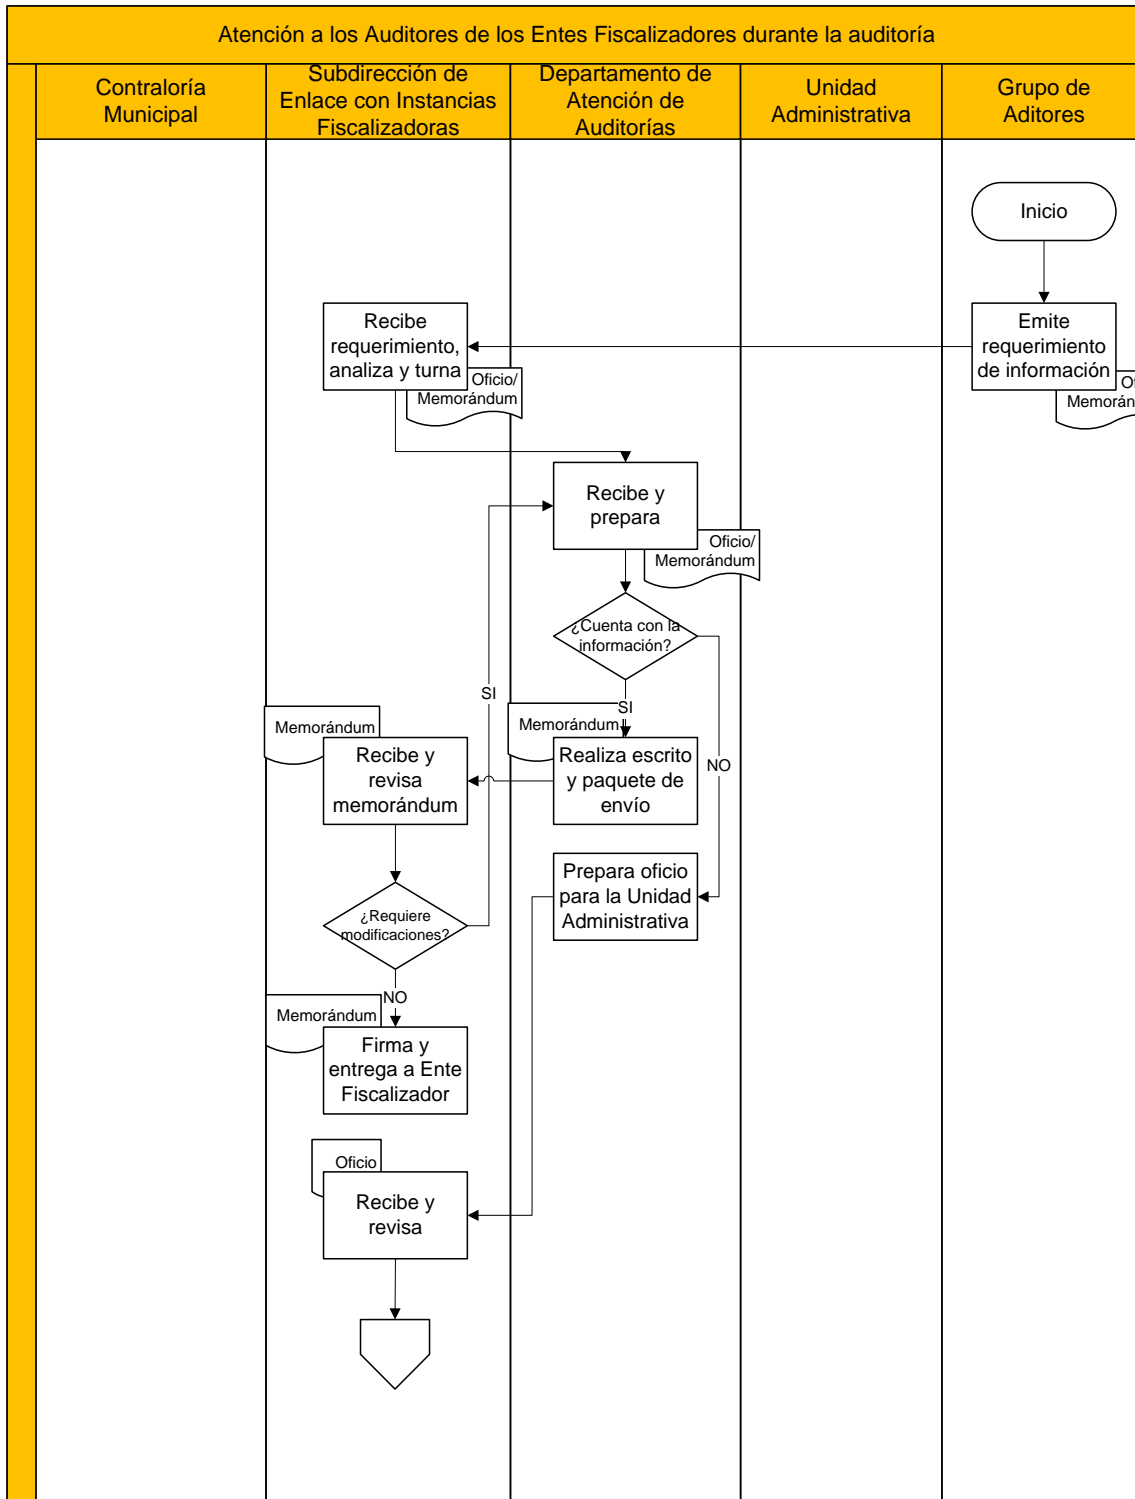 Atención a los Auditores de los Entes Fiscalizadores durante la auditoría
Contraloría
Municipal
Subdirección de
Enlace con Instancias
Fiscalizadoras
Departamento de
Atención de
Auditorías
Unidad
Administrativa
Grupo de
Aditores
Inicio
Emite
requerimiento
de información
Memorán
Recibe
requerimiento,
analiza y turna
Oficio/
Memorándum
Recibe y
prepara
Oficio/
Memorándum
¿Cuenta con la
información?
SI
NO
Memorándum
Realiza escrito
y paquete de
envío
Memorándum
Recibe y
revisa
memorándum
SI
Prepara oficio
para la Unidad
Administrativa
¿Requiere
modificaciones?
NO
Memorándum
Firma y
entrega a Ente
Fiscalizador
Oficio
Recibe y
revisa